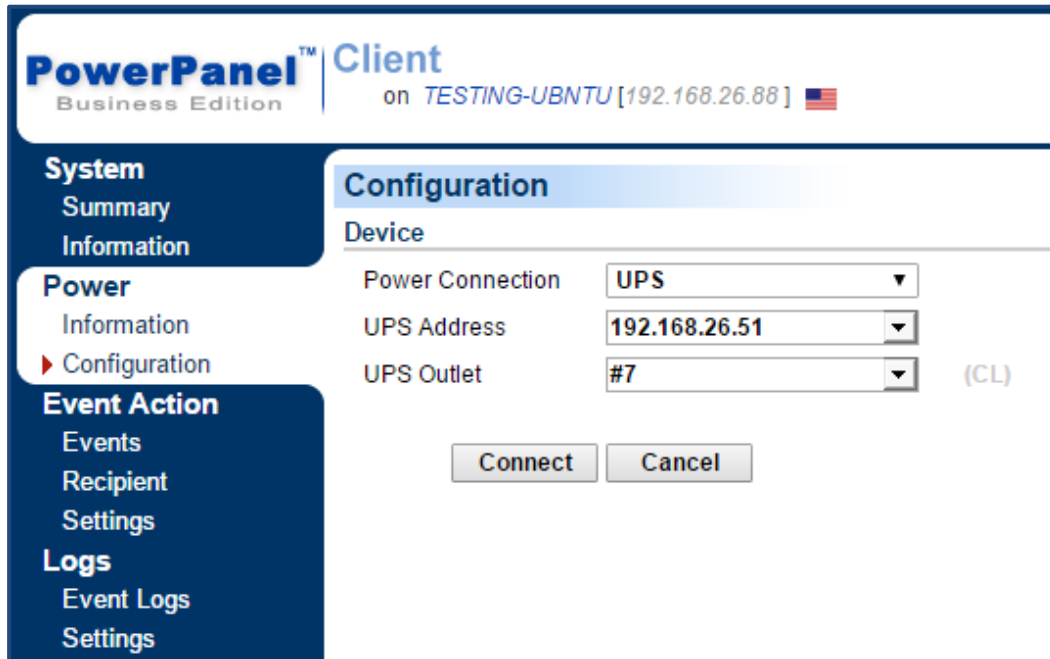 PowerPanel™
Business Edition
Client
on TESTING-UBNTU [192.168.26.88]
System
Summary
Information
Power
Information
Configuration
Event Action
Events
Recipient
Settings
Logs
Event Logs
Settings
Configuration
Device
Power Connection UPS
UPS Address 192.168.26.51
UPS Outlet #7 (CL)
Connect Cancel